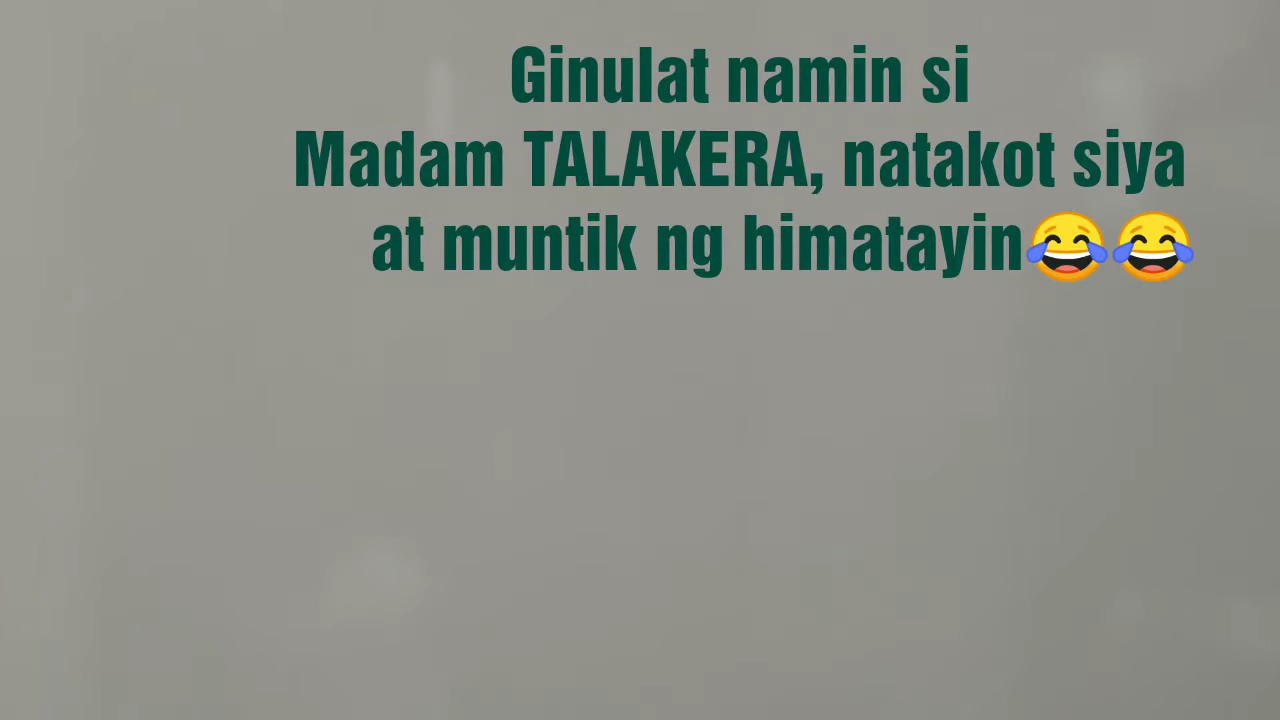 Ginulat namin si
Madam TALAKERA, natakot siya
at muntik ng himatayin😂😂